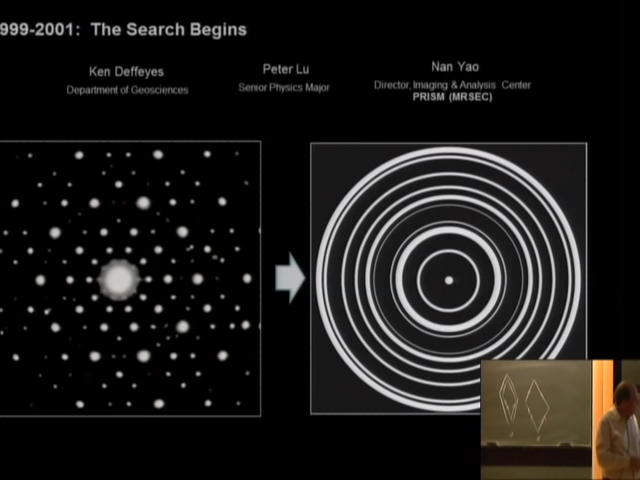 999-2001: The Search Begins
Ken Deffeyes
Department of Geosciences
Peter Lu
Senior Physics Major
Nan Yao
Director, Imaging & Analysis Center
PRISM (MRSEC)